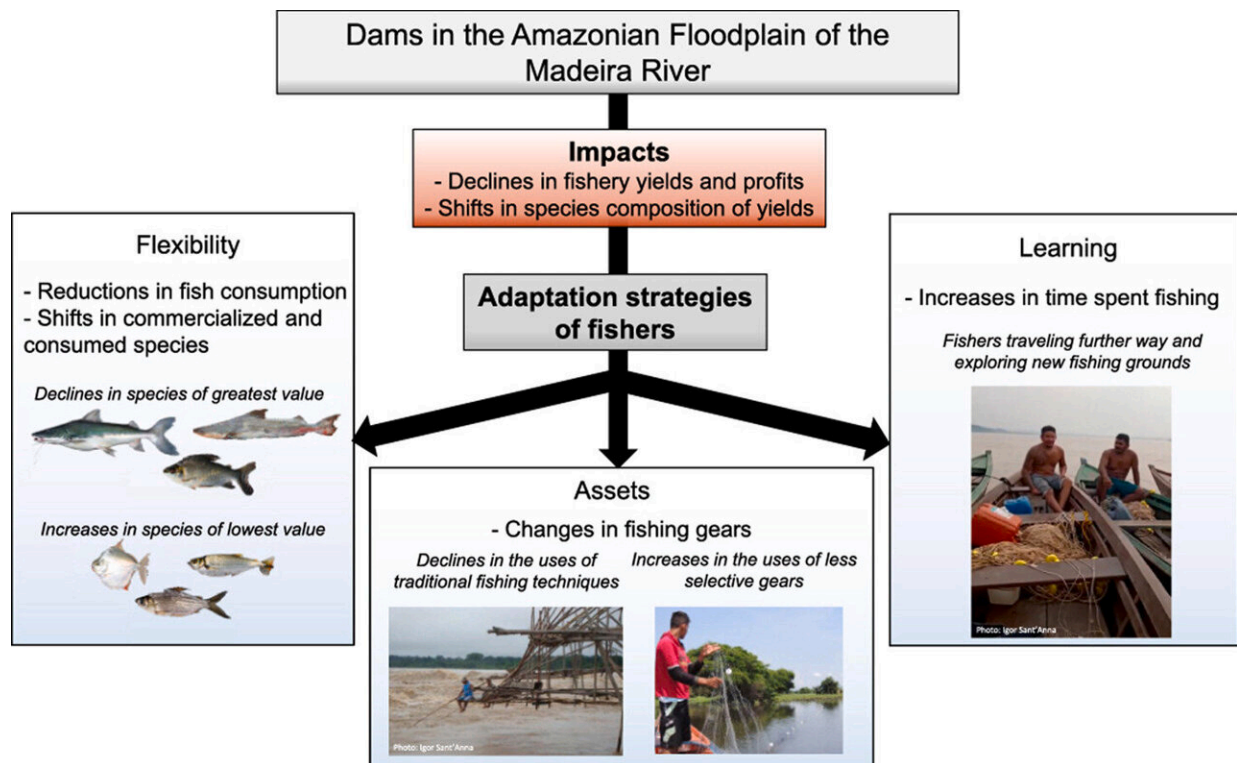 Dams in the Amazonian Floodplain of the
Madeira River
Impacts
- Declines in fishery yields and profits
- Shifts in species composition of yields
Adaptation strategies
of fishers
Flexibility
- Reductions in fish consumption
- Shifts in commercialized and
consumed species
Declines in species of greatest value
Increases in species of lowest value
Assets
- Changes in fishing gears
Declines in the uses of
traditional fishing techniques
Photo: Igor Sant'Anna
Increases in the uses of less
selective gears
Learning
- Increases in time spent fishing
Fishers traveling further way and
exploring new fishing grounds
Photo: Igor Sant'Anna